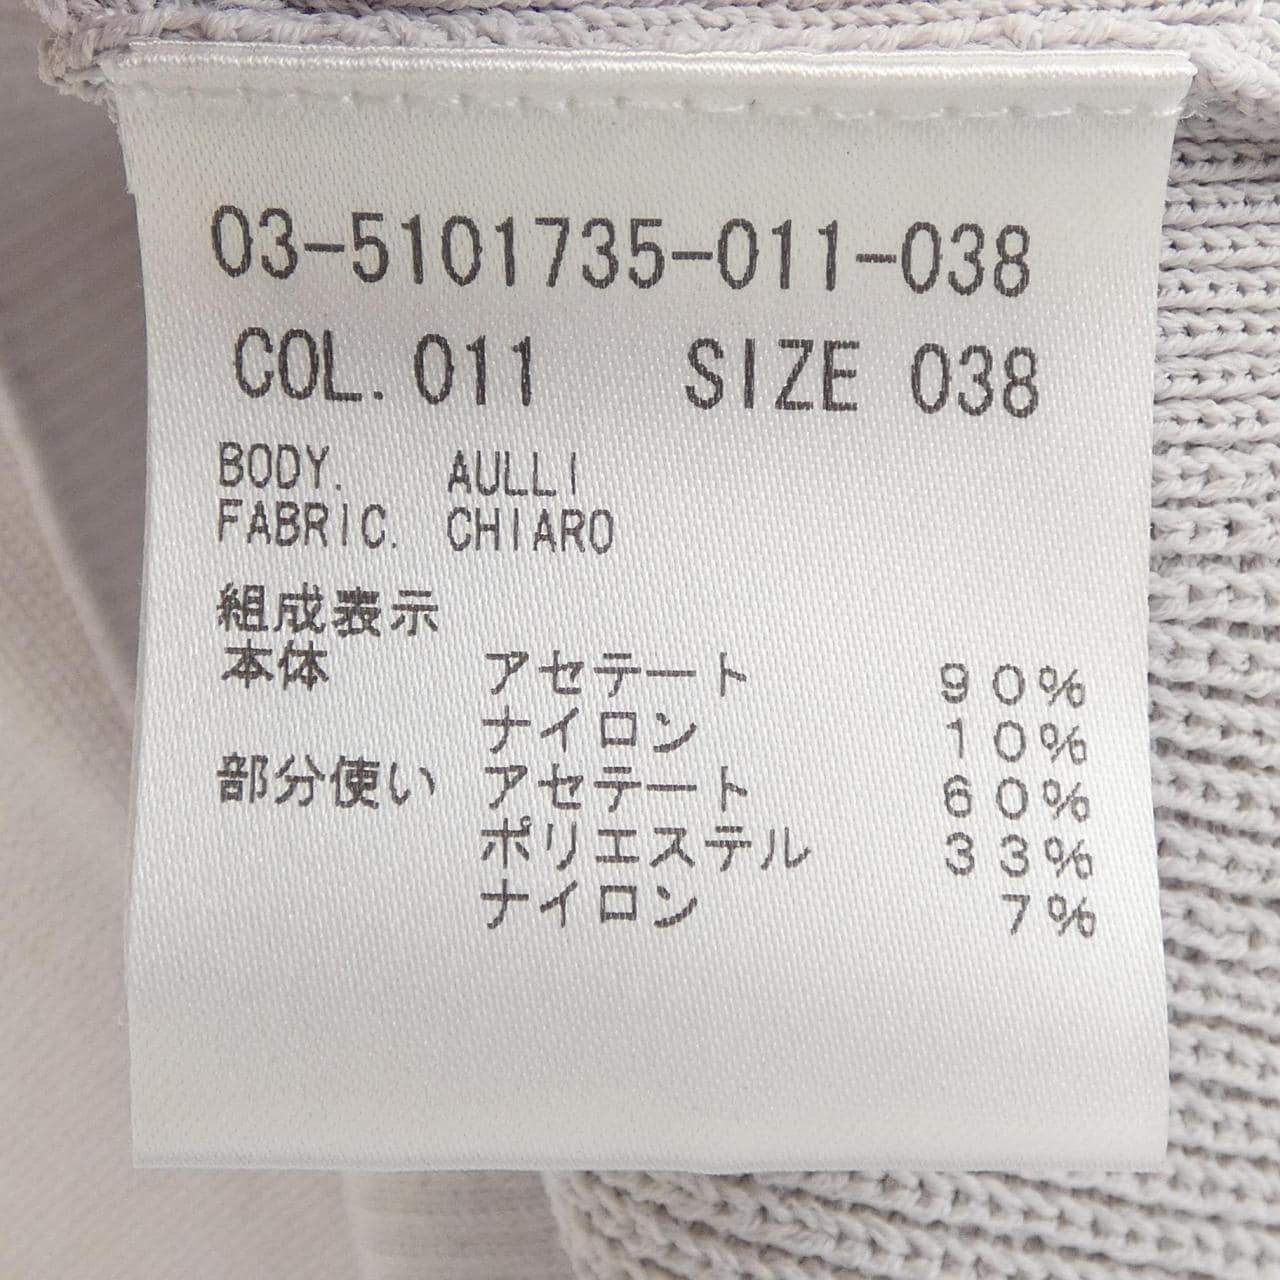 03-5101735-011-038
COL. 011 SIZE 038
BODY. AULLI
FABRIC. CHIARO
組成表示
本体 アセテート 90%
ナイロン 10%
部分使い アセテート 60%
ポリエステル 33%
ナイロン 7%